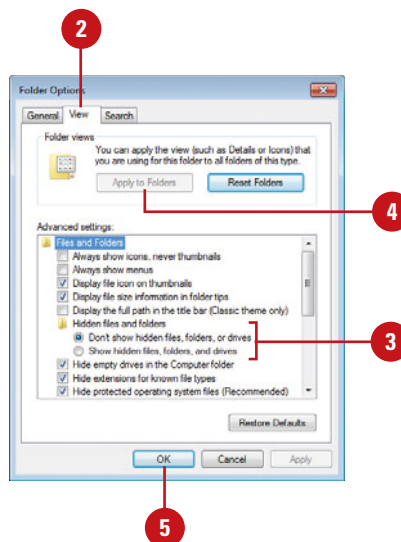 2
Folder Options
General View Search
Folder views
You can apply the view (such as Details or Icons) that
you are using for this folder to all folders of this type.
Apply to Folders Reset Folders
4
Advanced settings:
Files and Folders
Always show icons, never thumbnails
Always show menus
Display file icon on thumbnails
Display file size information in folder tips
Display the full path in the title bar (Classic theme only)
Hidden files and folders
Don't show hidden files, folders, or drives
3
Show hidden files, folders, and drives
Hide empty drives in the Computer folder
Hide extensions for known file types
Hide protected operating system files (Recommended)
Restore Defaults
OK Cancel Apply
5